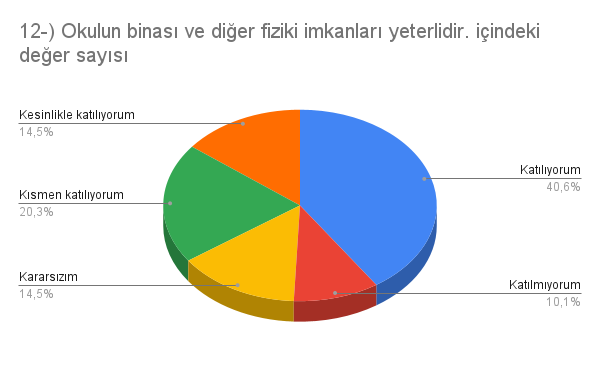 12-) Okulun binası ve diğer fiziki imkanları yeterlidir. içindeki
değer sayısı
Kesinlikle katılıyorum
14,5%
Katılıyorum
40,6%
Kısmen katılıyorum
20,3%
Kararsızım
14,5%
Katılmıyorum
10,1%